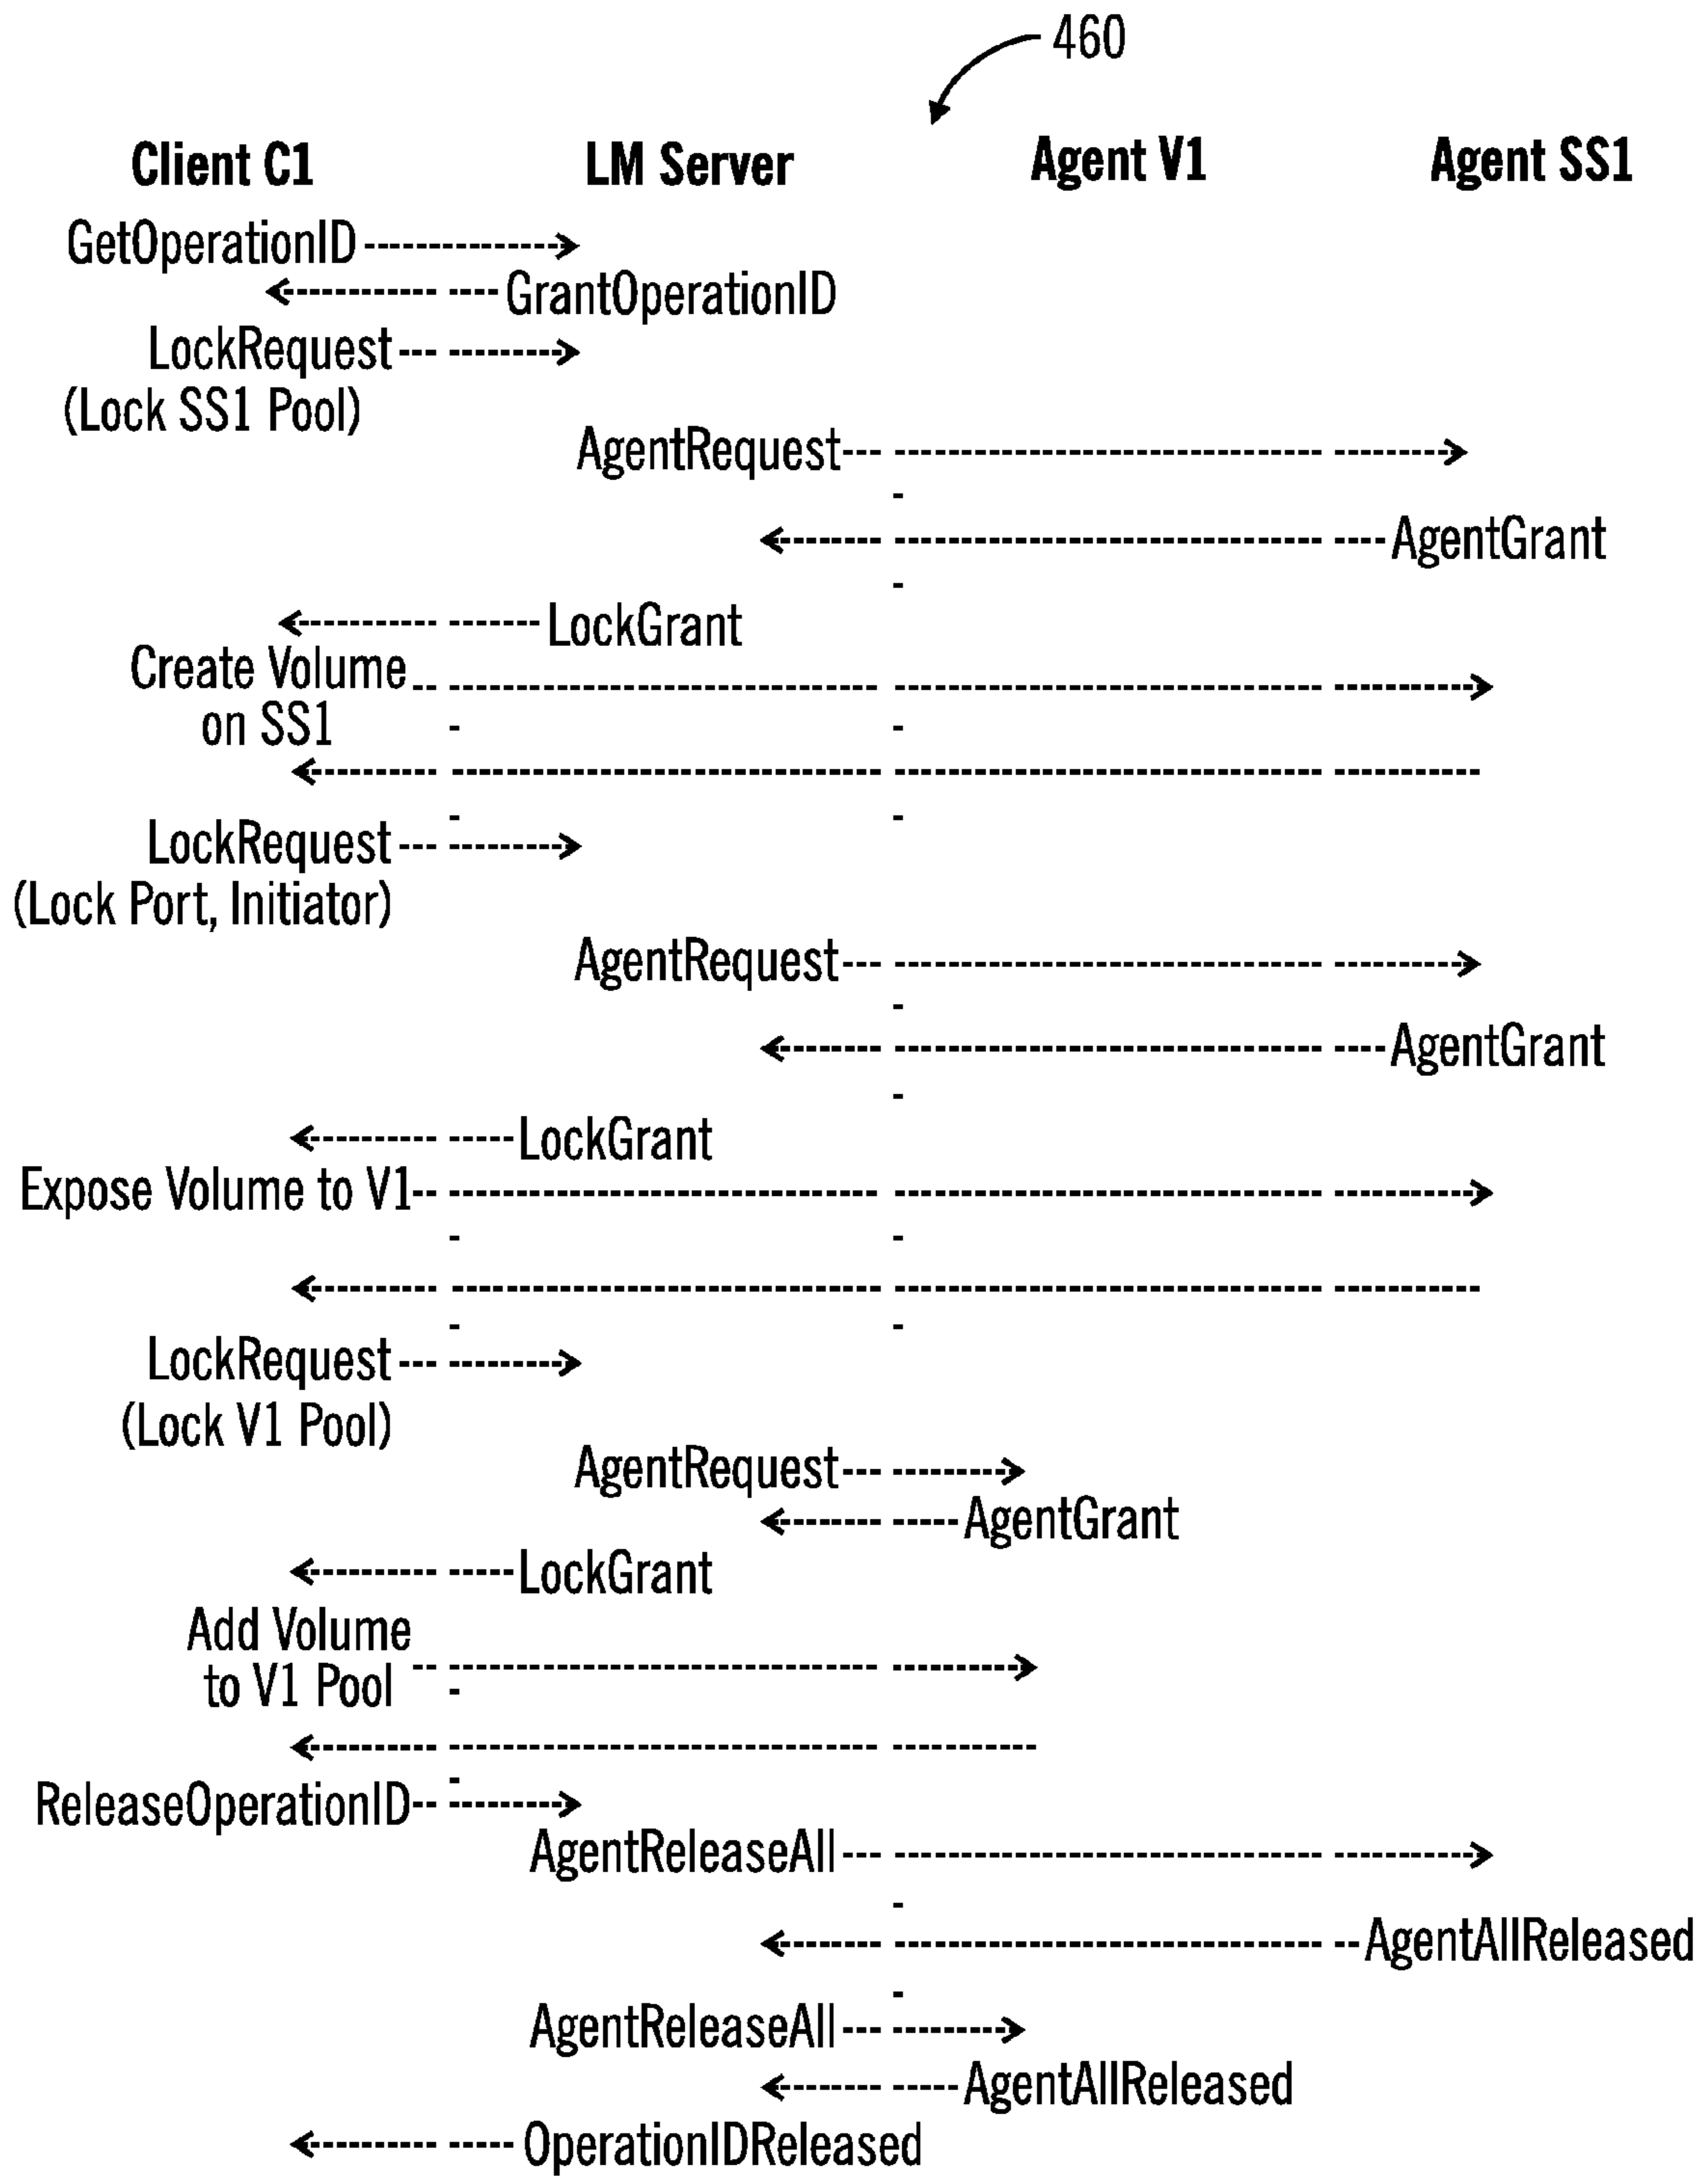 460
Client C1 LM Server Agent V1 Agent SS1
GetOperationID
GrantOperationID
LockRequest
(Lock SS1 Pool)
AgentRequest
AgentGrant
LockGrant
Create Volume
on SS1
LockRequest
(Lock Port, Initiator)
AgentRequest
AgentGrant
LockGrant
Expose Volume to V1
LockRequest
(Lock V1 Pool)
AgentRequest
AgentGrant
LockGrant
Add Volume
to V1 Pool
ReleaseOperationID
AgentReleaseAll
AgentAllReleased
AgentReleaseAll
AgentAllReleased
OperationIDReleased